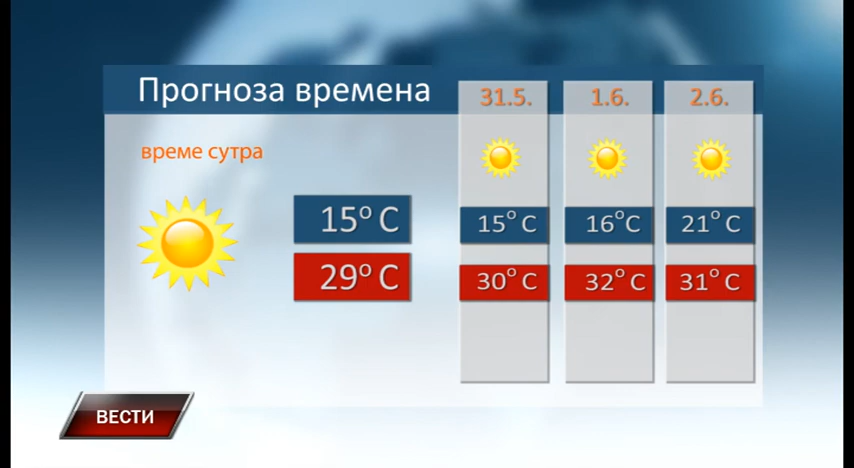 Прогноза времена
време сутра
15° C
29° C
31.5.
15° C
30° C
1.6.
16°C
32° C
2.6.
21° C
31° C
ВЕСТИ